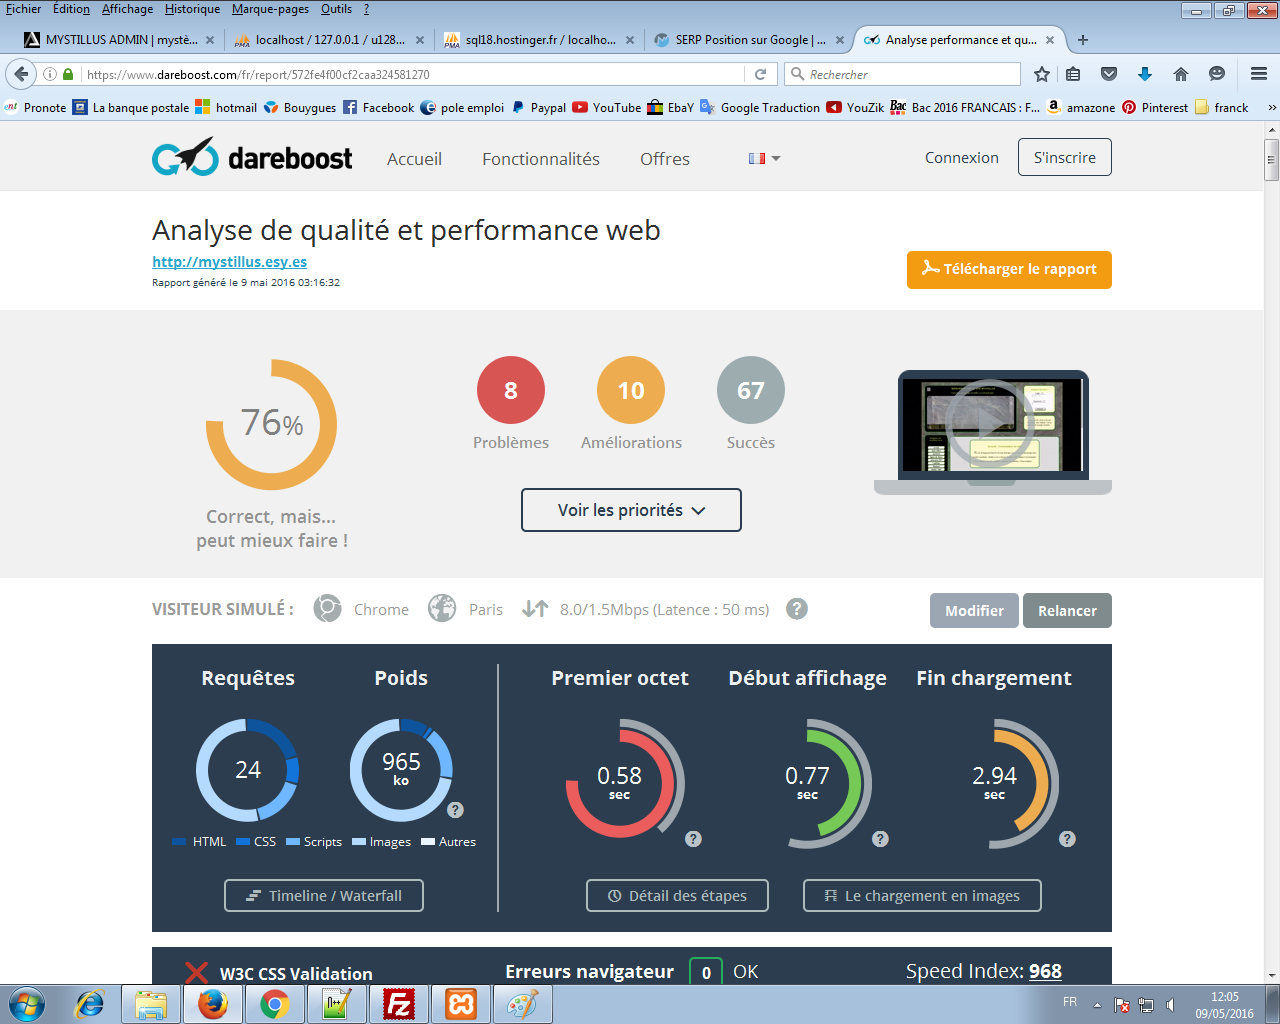 Fichier Édition Affichage Historique Marque-pages Outils ?
MYSTILLUS ADMIN | mystè... localhost / 127.0.0.1 / u128... sql18.hostinger.fr / localho... SERP Position sur Google | ... Analyse performance et qu...
https://www.dareboost.com/fr/report/572fe4f00cf2caa324581270 Rechercher
Pronote La banque postale hotmail Bouygues Facebook pole emploi Paypal YouTube EbaY Google Traduction YouZik Bac 2016 FRANCAIS : F... amazone Pinterest franck
dareboost Accueil Fonctionnalités Offres Connexion S'inscrire
Analyse de qualité et performance web
http://mystillus.esy.es
Télécharger le rapport
Rapport généré le 9 mai 2016 03:16:32
76% 8 10 67
Problèmes Améliorations Succès
Voir les priorités
Correct, mais...
peut mieux faire !
VISITEUR SIMULÉ : Chrome Paris 8.0/1.5Mbps (Latence : 50 ms) ? Modifier Relancer
Requêtes Poids Premier octet Début affichage Fin chargement
24 965 ko 0.58 sec 0.77 sec 2.94 sec
? ? ? ?
HTML CSS Scripts Images Autres
Timeline / Waterfall Détail des étapes Le chargement en images
W3C CSS Validation Erreurs navigateur 0 OK Speed Index: 968
FR 12:05
09/05/2016